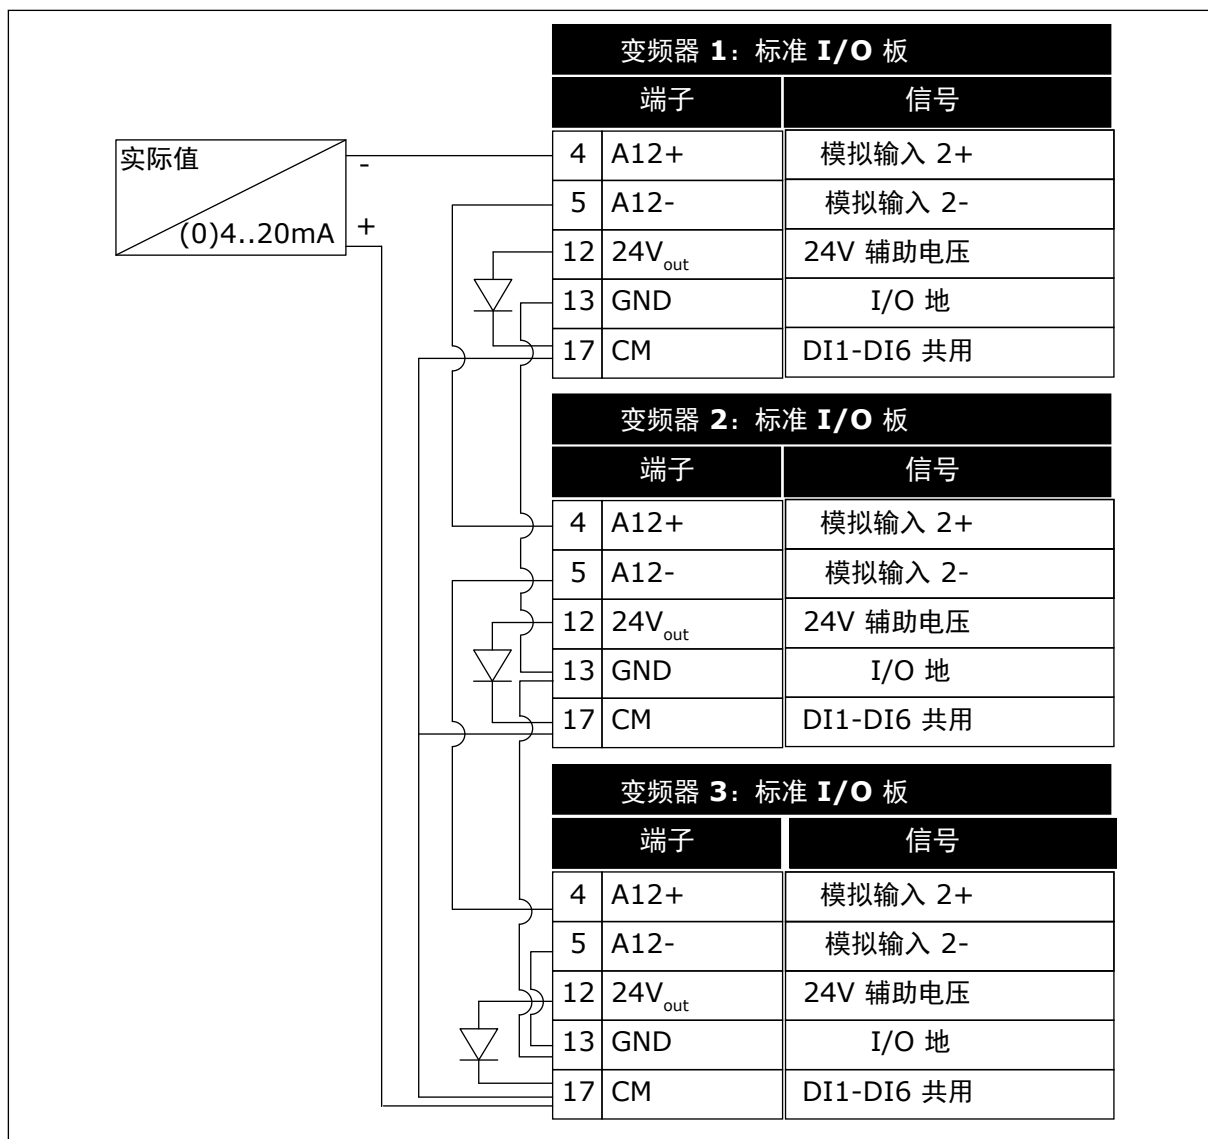 变频器 1：标准 I/O 板
端子 信号
实际值
-
(0)4..20mA
+
4 A12+ 模拟输入 2+
5 A12- 模拟输入 2-
12 24Vout 24V 辅助电压
13 GND I/O 地
17 CM DI1-DI6 共用
变频器 2：标准 I/O 板
端子 信号
4 A12+ 模拟输入 2+
5 A12- 模拟输入 2-
12 24Vout 24V 辅助电压
13 GND I/O 地
17 CM DI1-DI6 共用
变频器 3：标准 I/O 板
端子 信号
4 A12+ 模拟输入 2+
5 A12- 模拟输入 2-
12 24Vout 24V 辅助电压
13 GND I/O 地
17 CM DI1-DI6 共用